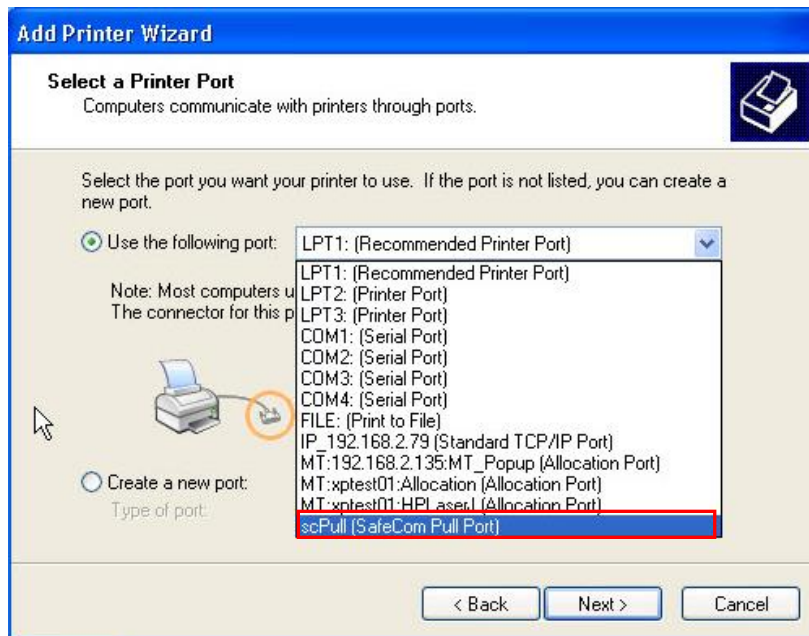 Add Printer Wizard
Select a Printer Port
Computers communicate with printers through ports.
Select the port you want your printer to use. If the port is not listed, you can create a
new port.
Use the following port:
LPT1: (Recommended Printer Port)
LPT1: (Recommended Printer Port)
Note: Most computers u
LPT2: (Printer Port)
The connector for this p
LPT3: (Printer Port)
COM1: (Serial Port)
COM2: (Serial Port)
COM3: (Serial Port)
COM4: (Serial Port)
FILE: (Print to File)
IP_192.168.2.79 (Standard TCP/IP Port)
MT:192.168.2.135:MT_Popup (Allocation Port)
Create a new port:
MT:xptest01:Allocation (Allocation Port)
MT:xptest01:HPLaserJ (Allocation Port)
Type of port:
scPull (SafeCom Pull Port)
< Back
Next >
Cancel